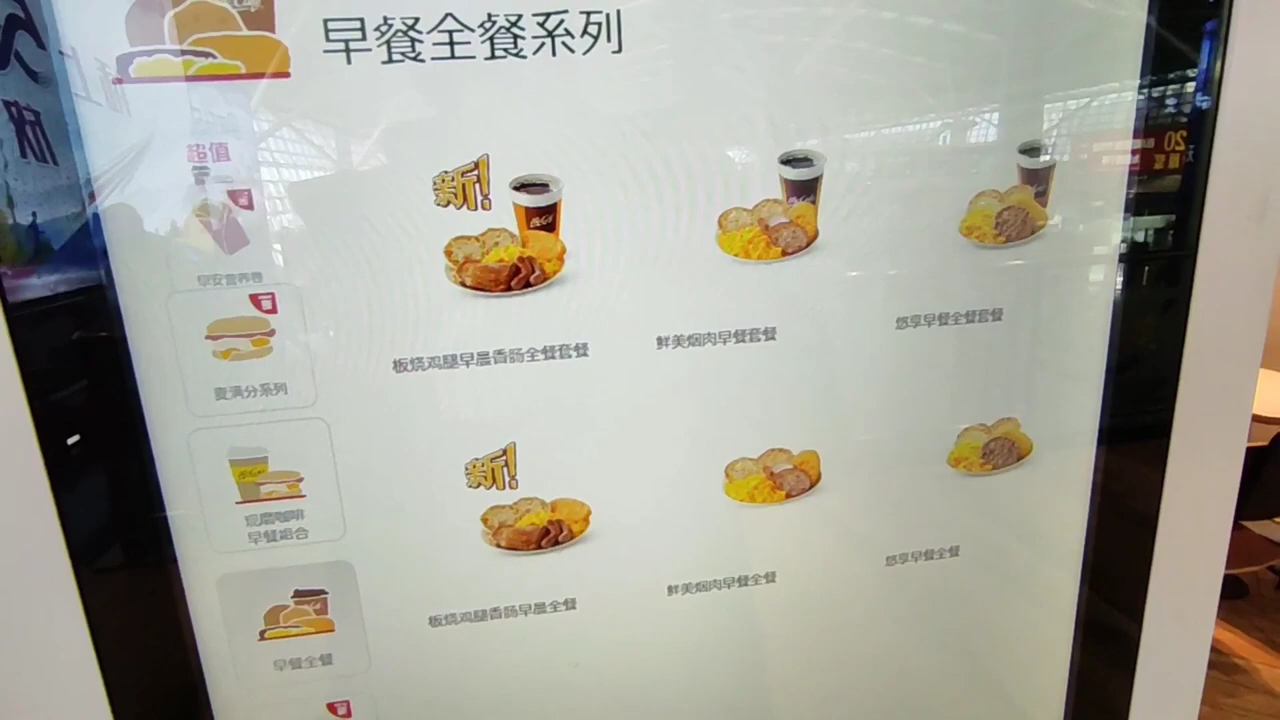 早餐全餐系列
超值
早安营养卷
麦满分系列
现磨咖啡
早餐组合
早餐全餐
新!
板烧鸡腿早晨香肠全餐套餐
鲜美烟肉早餐套餐
悠享早餐全餐套餐
新!
板烧鸡腿香肠早晨全餐
鲜美烟肉早餐全餐
悠享早餐全餐
20